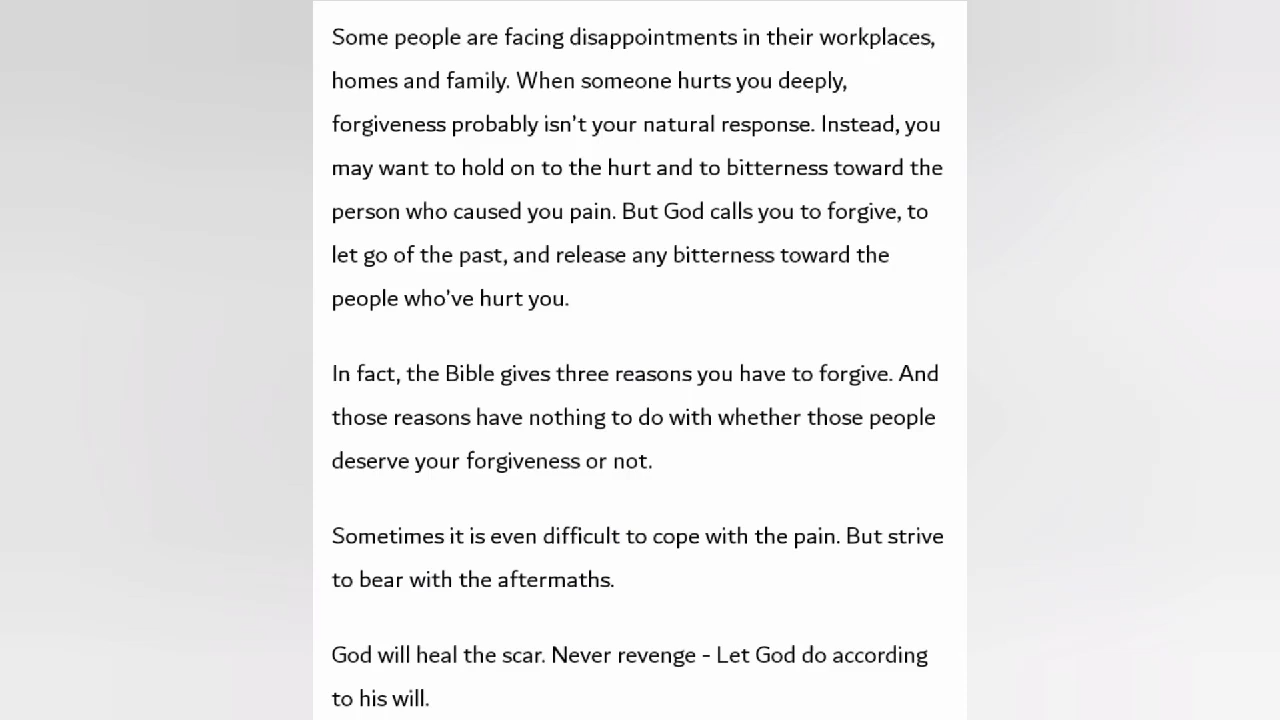 Some people are facing disappointments in their workplaces,
homes and family. When someone hurts you deeply,
forgiveness probably isn't your natural response. Instead, you
may want to hold on to the hurt and to bitterness toward the
person who caused you pain. But God calls you to forgive, to
let go of the past, and release any bitterness toward the
people who've hurt you.
In fact, the Bible gives three reasons you have to forgive. And
those reasons have nothing to do with whether those people
deserve your forgiveness or not.
Sometimes it is even difficult to cope with the pain. But strive
to bear with the aftermaths.
God will heal the scar. Never revenge - Let God do according
to his will.